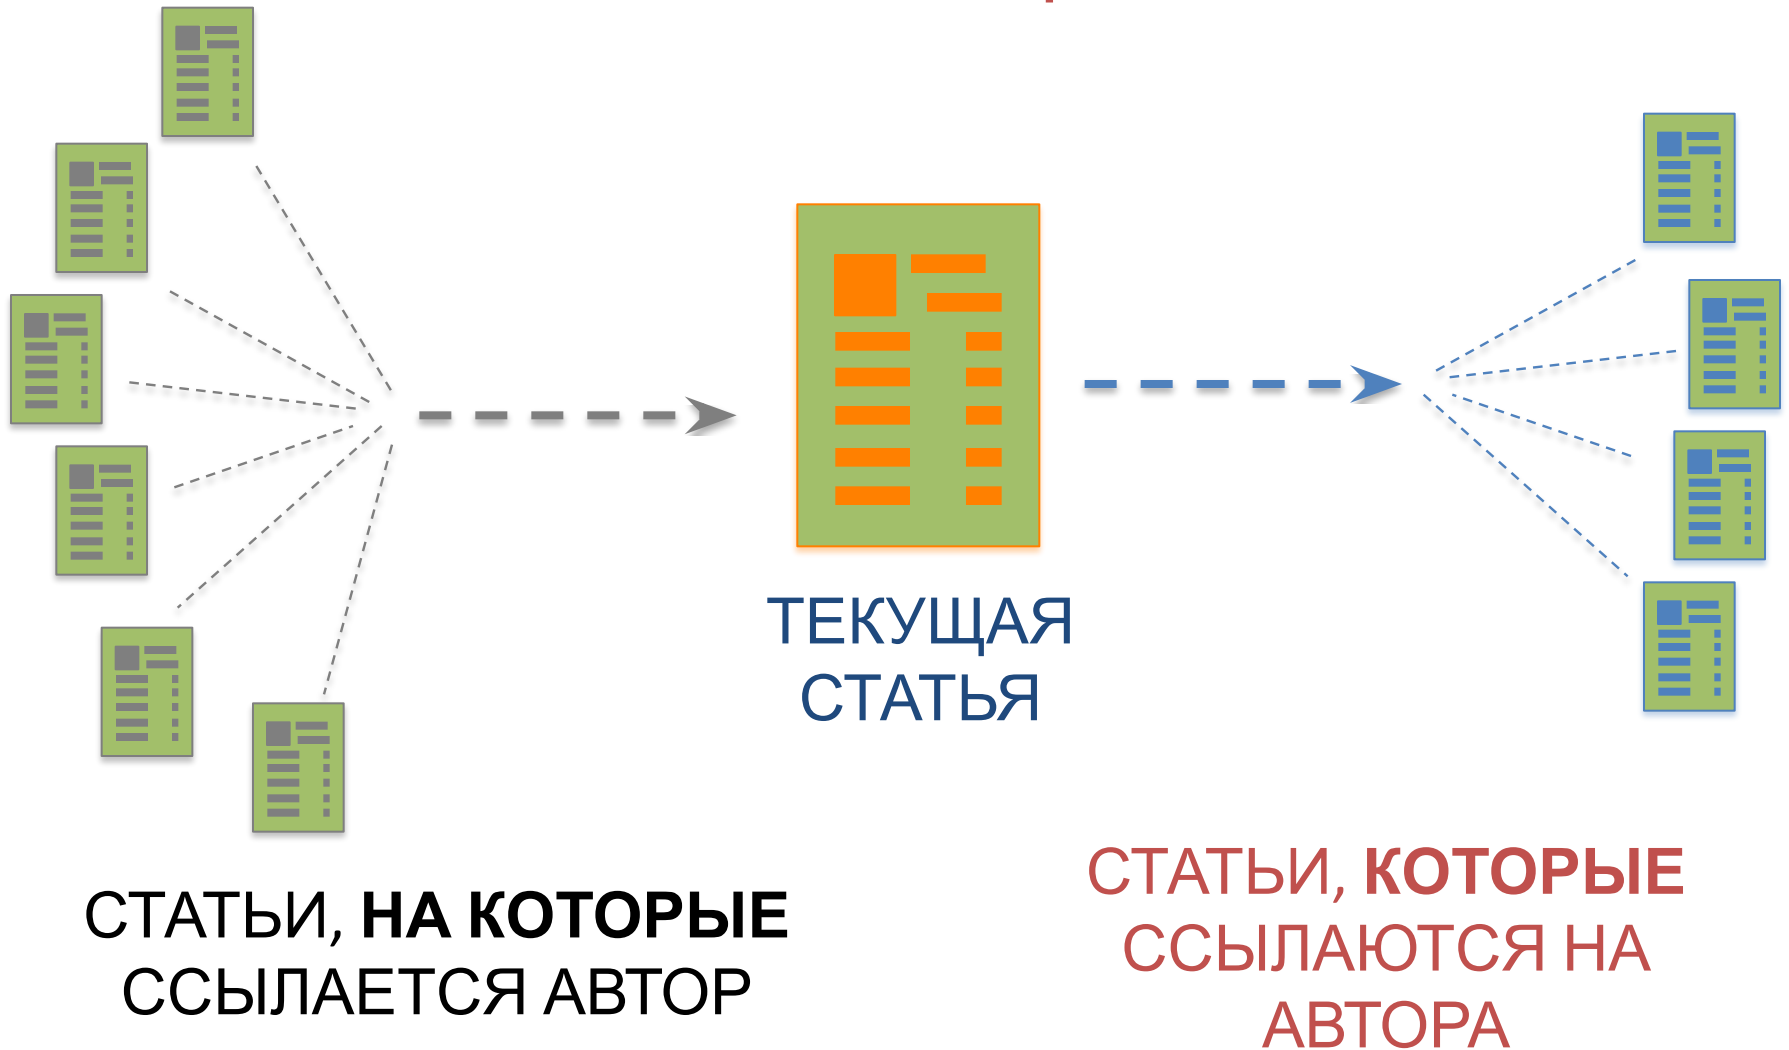 ТЕКУЩАЯ
СТАТЬЯ
СТАТЬИ, НА КОТОРЫЕ
ССЫЛАЕТСЯ АВТОР
СТАТЬИ, КОТОРЫЕ
ССЫЛАЮТСЯ НА
АВТОРА